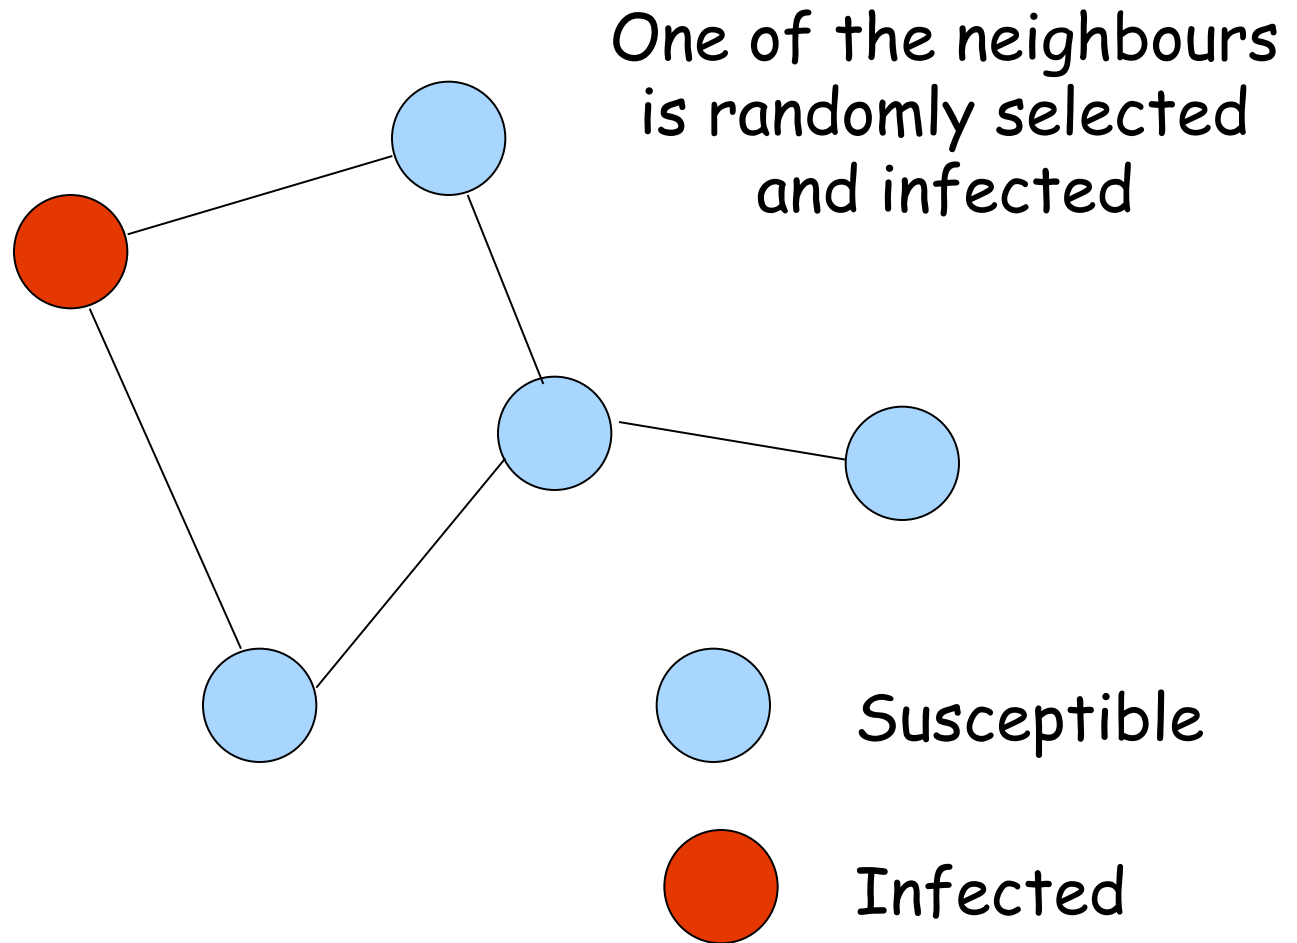 One of the neighbours
is randomly selected
and infected
Susceptible
Infected